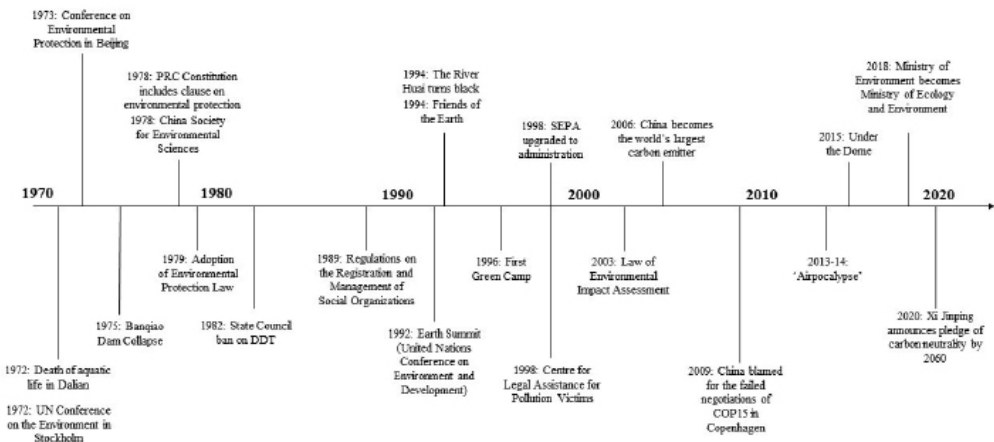 1973: Conference on
Environmental
Protection in Beijing
1978: PRC Constitution
includes clause on
environmental protection
1978: China Society
for Environmental
Sciences
1994: The River
Huai turns black
1994: Friends of
the Earth
1998: SEPA
upgraded to
administration
2006: China becomes
the world's largest
carbon emitter
2015: Under
the Dome
2018: Ministry of
Environment becomes
Ministry of Ecology
and Environment
1970
1980
1990
2000
2010
2020
1972: Death of aquatic
life in Dalian
1972: UN Conference
on the Environment in
Stockholm
1975: Banqiao
Dam Collapse
1979: Adoption
of Environmental
Protection Law
1982: State Council
ban on DDT
1989: Regulations on
the Registration and
Management of
Social Organizations
1992: Earth Summit
(United Nations
Conference on
Environment and
Development)
1996: First
Green Camp
1998: Centre for
Legal Assistance for
Pollution Victims
2003: Law of
Environmental
Impact Assessment
2009: China blamed
for the failed
negotiations of
COP15 in
Copenhagen
2013-14:
'Airpocalypse'
2020: Xi Jinping
announces pledge of
carbon neutrality by
2060